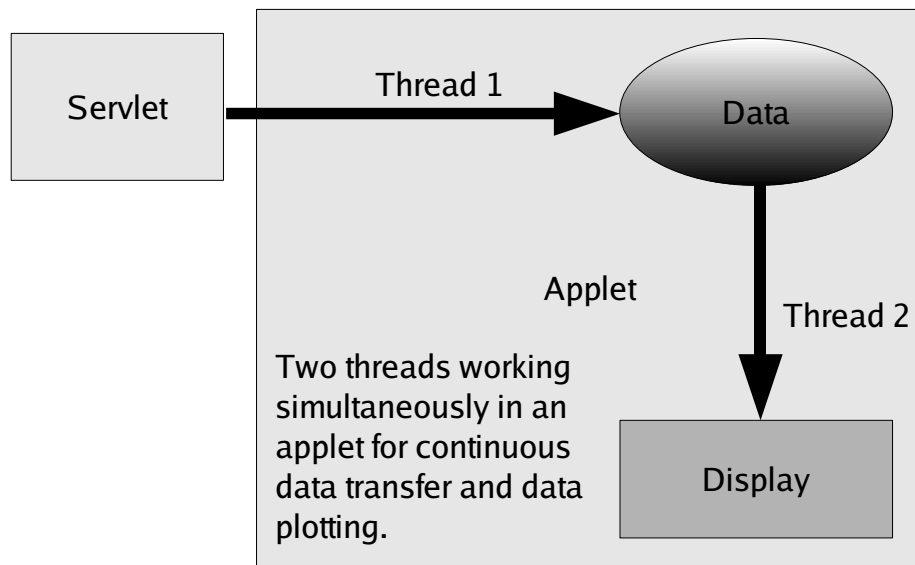 Servlet
Thread 1
Data
Applet
Thread 2
Two threads working
simultaneously in an
applet for continuous
data transfer and data
plotting.
Display